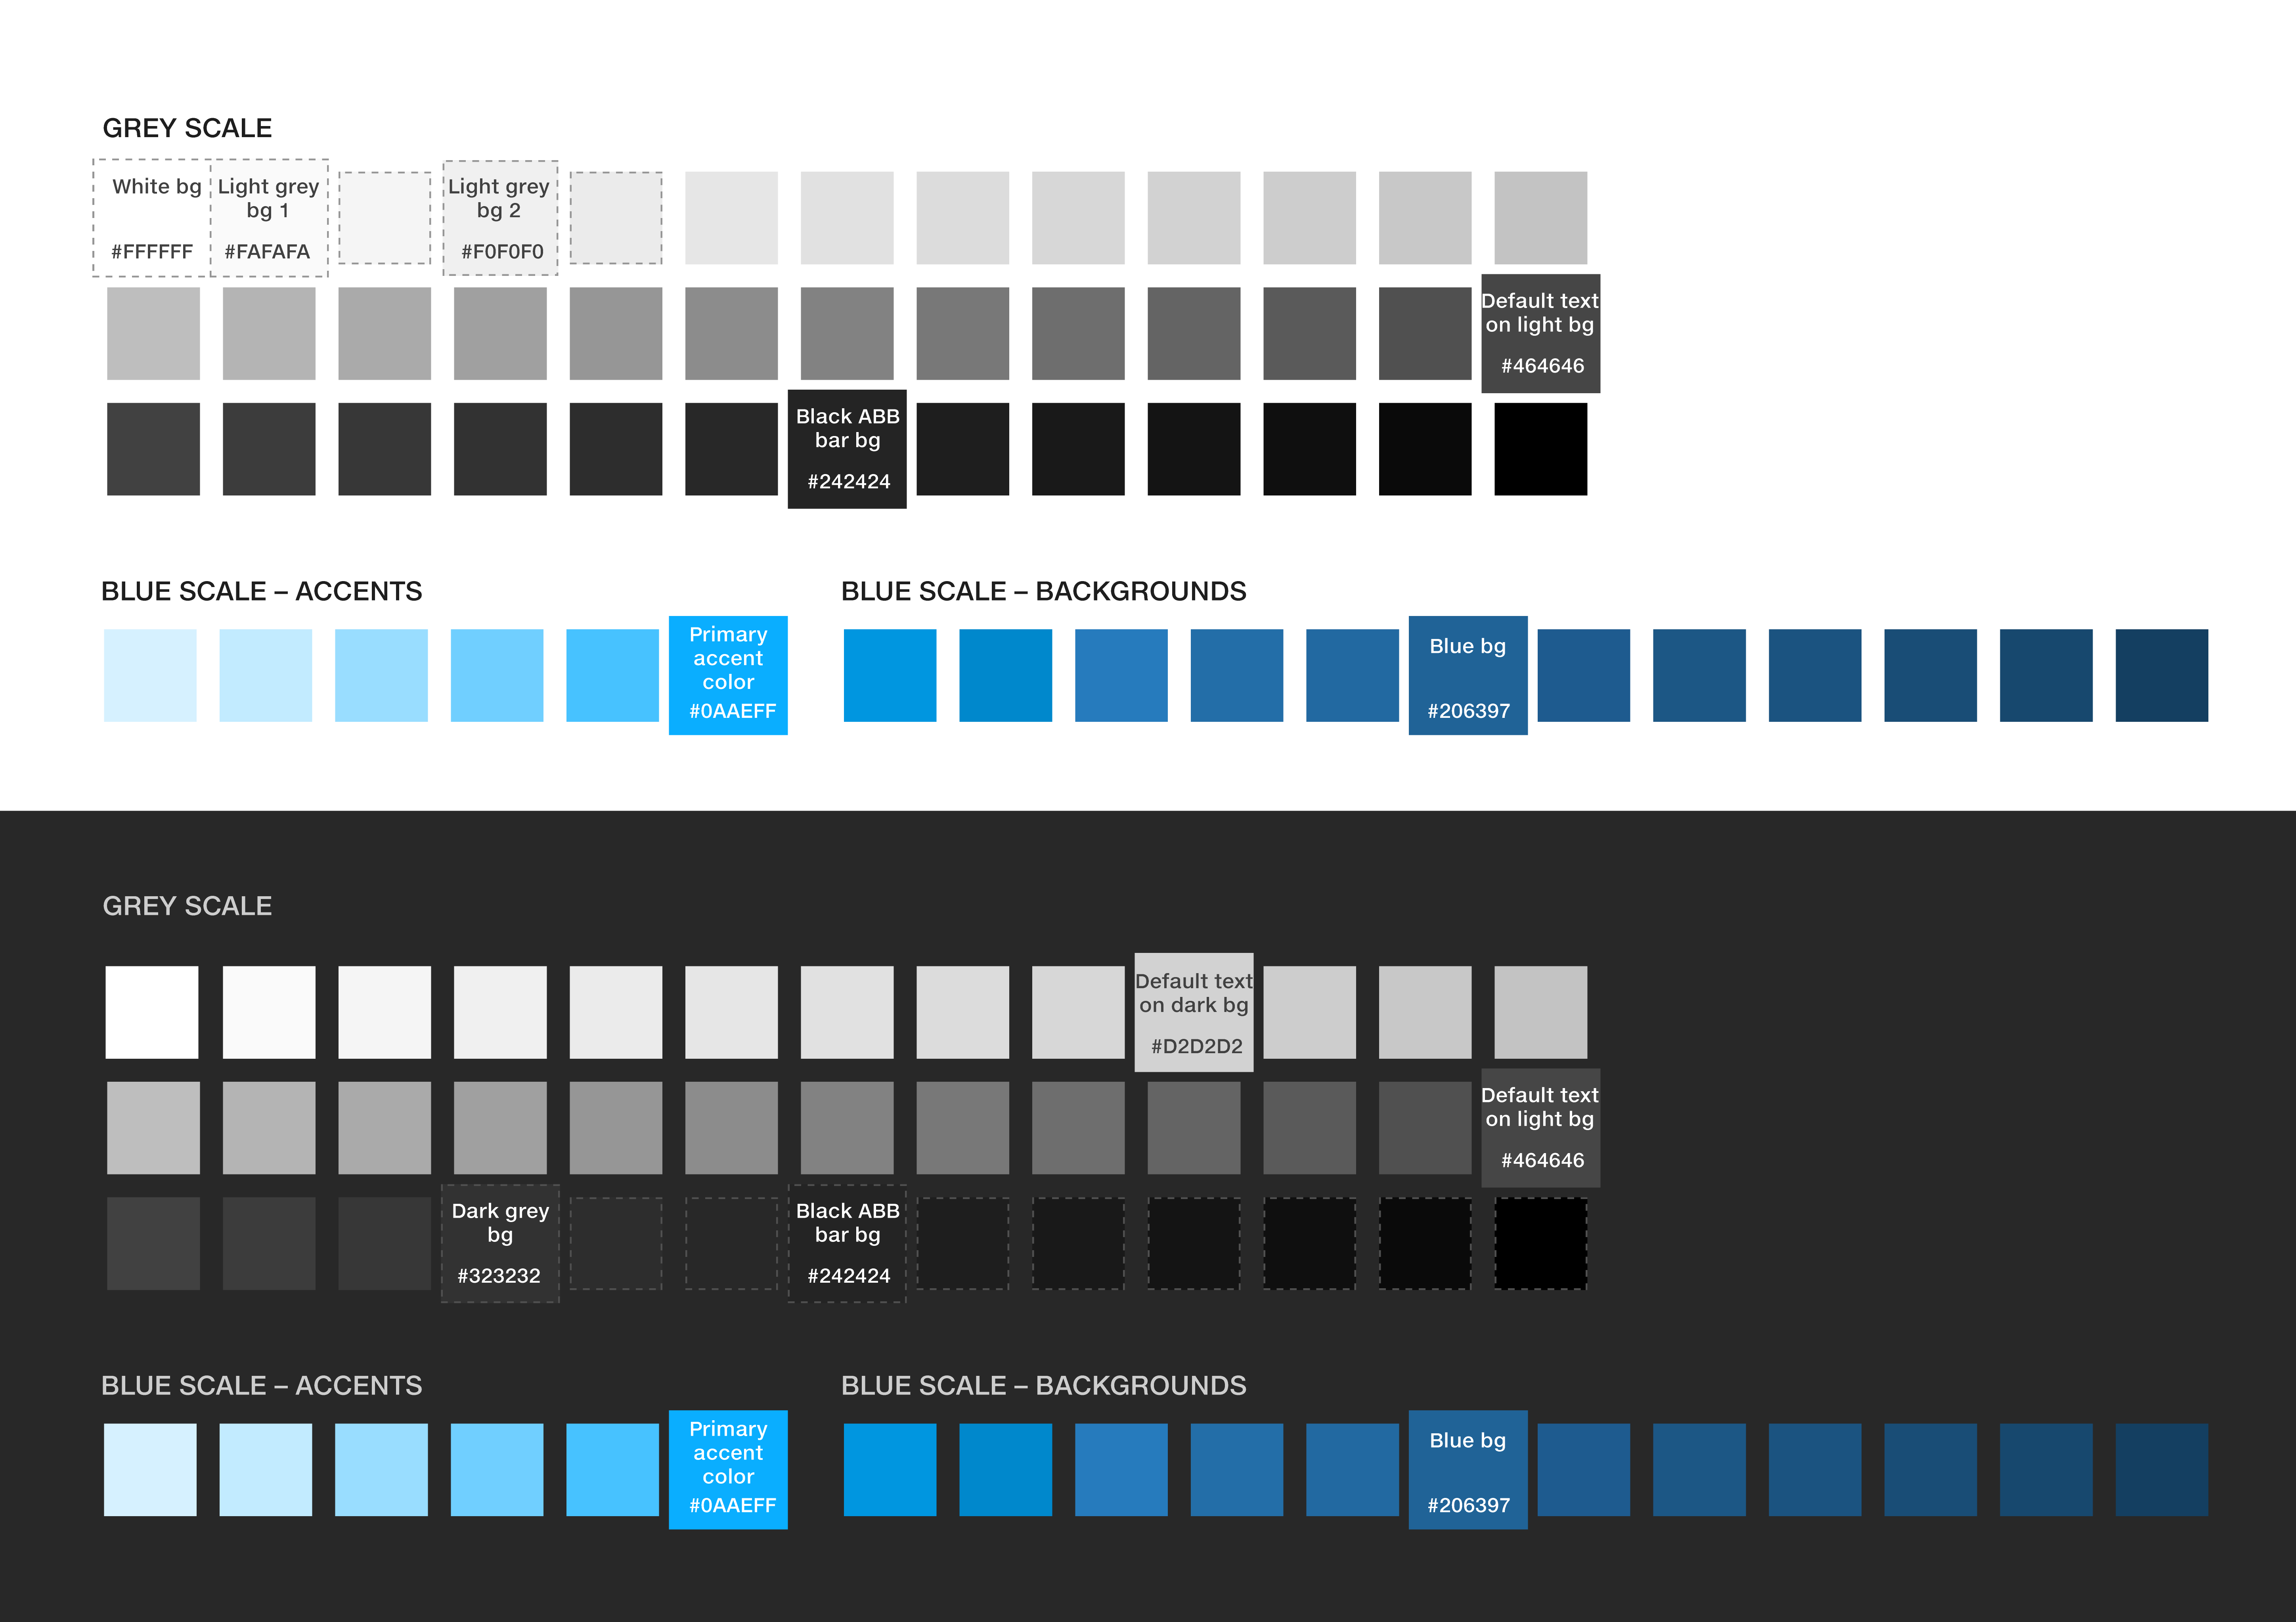 GREY SCALE
White bg
#FFFFFF
Light grey
bg 1
#FAFAFA
Light grey
bg 2
#F0F0F0
Default text
on light bg
#464646
Black ABB
bar bg
#242424
BLUE SCALE – ACCENTS
Primary
accent
color
#0AAEFF
BLUE SCALE – BACKGROUNDS
Blue bg
#206397
GREY SCALE
Default text
on dark bg
#D2D2D2
Default text
on light bg
#464646
Dark grey
bg
#323232
Black ABB
bar bg
#242424
BLUE SCALE – ACCENTS
Primary
accent
color
#0AAEFF
BLUE SCALE – BACKGROUNDS
Blue bg
#206397